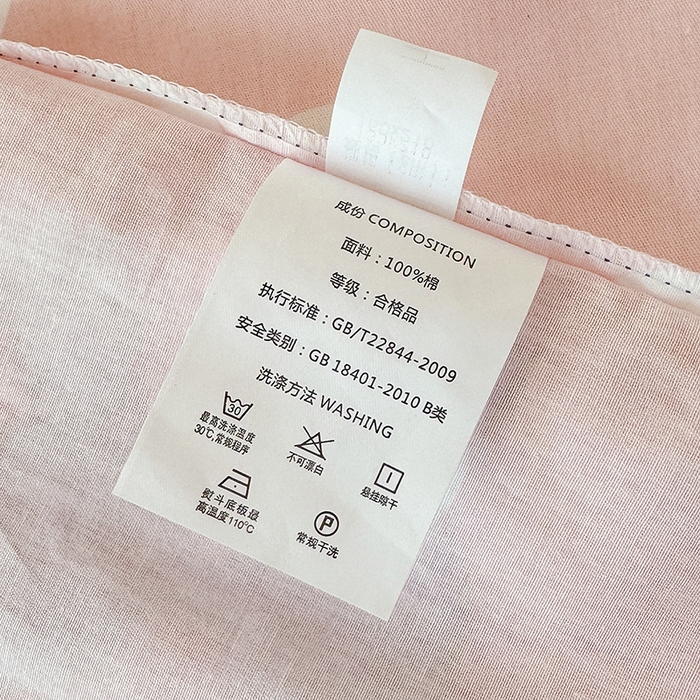 成份 COMPOSITION
面料：100%棉
等级：合格品
执行标准：GB/T22844-2009
安全类别：GB 18401-2010 B类
洗涤方法 WASHING
30
最高洗涤温度
30℃,常规程序
不可漂白
悬挂晾干
熨斗底板最
高温度110℃
P
常规干洗